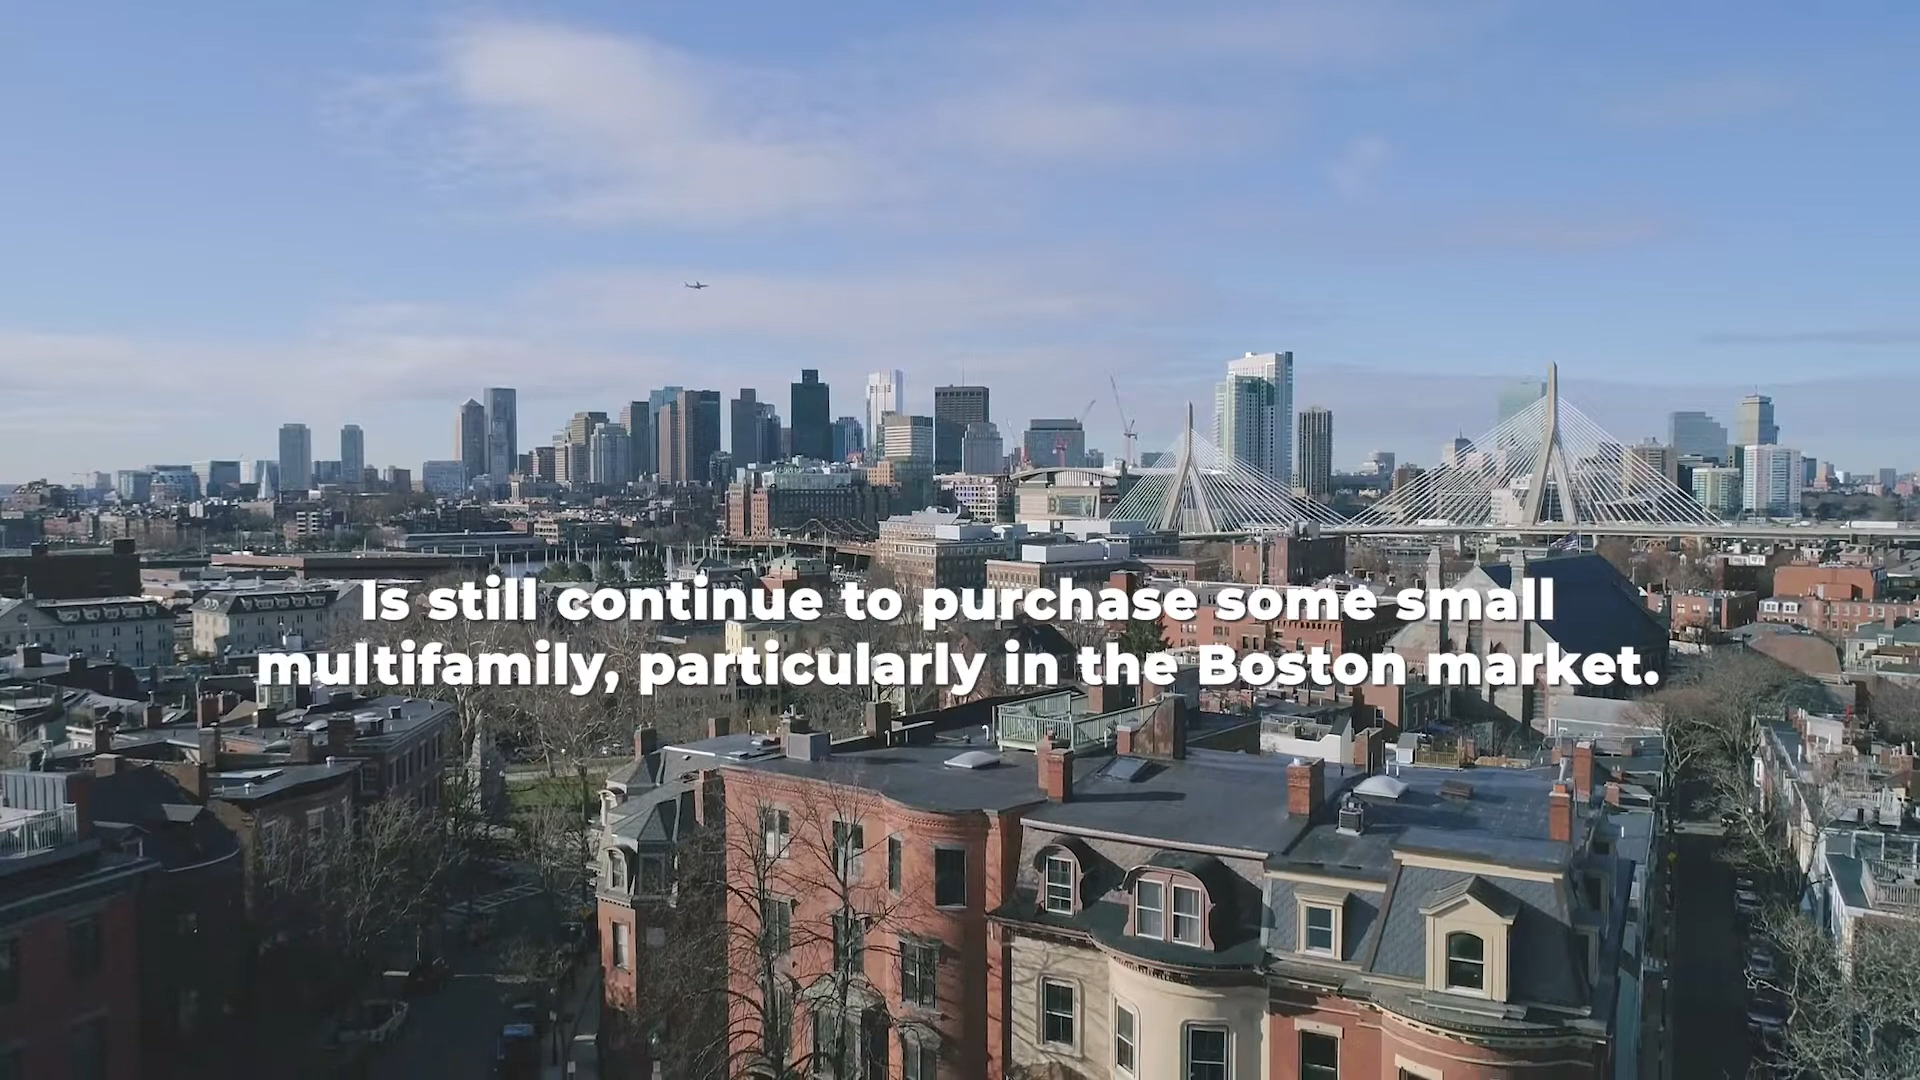 Is still continue to purchase some small
multifamily, particularly in the Boston market.